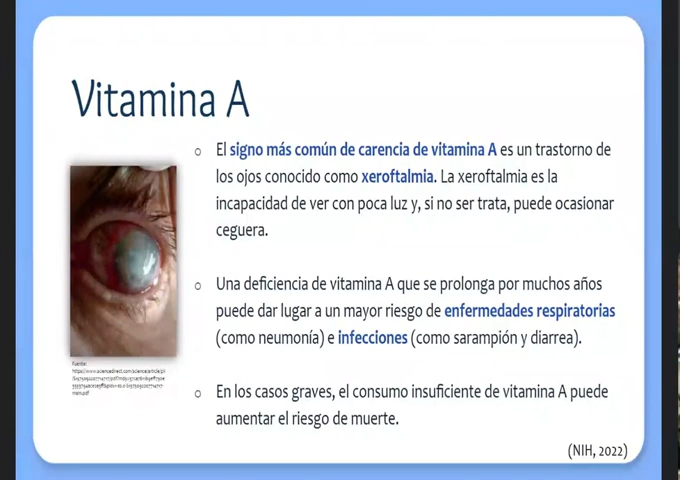 Vitamina A
El signo más común de carencia de vitamina A es un trastorno de
los ojos conocido como xeroftalmia. La xeroftalmia es la
incapacidad de ver con poca luz y, si no ser trata, puede ocasionar
ceguera.
Una deficiencia de vitamina A que se prolonga por muchos años
puede dar lugar a un mayor riesgo de enfermedades respiratorias
(como neumonía) e infecciones (como sarampión y diarrea).
En los casos graves, el consumo insuficiente de vitamina A puede
aumentar el riesgo de muerte.
Fuente:
(NIH, 2022)